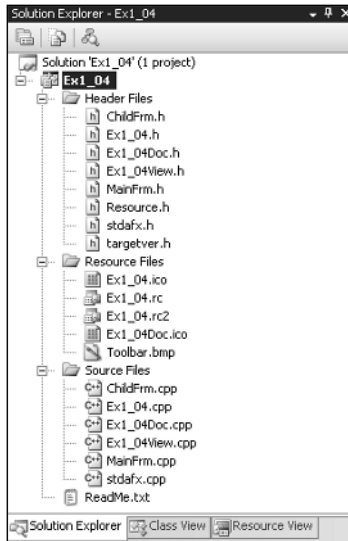 Solution Explorer - Ex1_04
Solution 'Ex1_04' (1 project)
Ex1_04
Header Files
ChildFrm.h
Ex1_04.h
Ex1_04Doc.h
Ex1_04View.h
MainFrm.h
Resource.h
stdafx.h
targetver.h
Resource Files
Ex1_04.ico
Ex1_04.rc
Ex1_04.rc2
Ex1_04Doc.ico
Toolbar.bmp
Source Files
ChildFrm.cpp
Ex1_04.cpp
Ex1_04Doc.cpp
Ex1_04View.cpp
MainFrm.cpp
stdafx.cpp
ReadMe.txt
Solution Explorer Class View Resource View